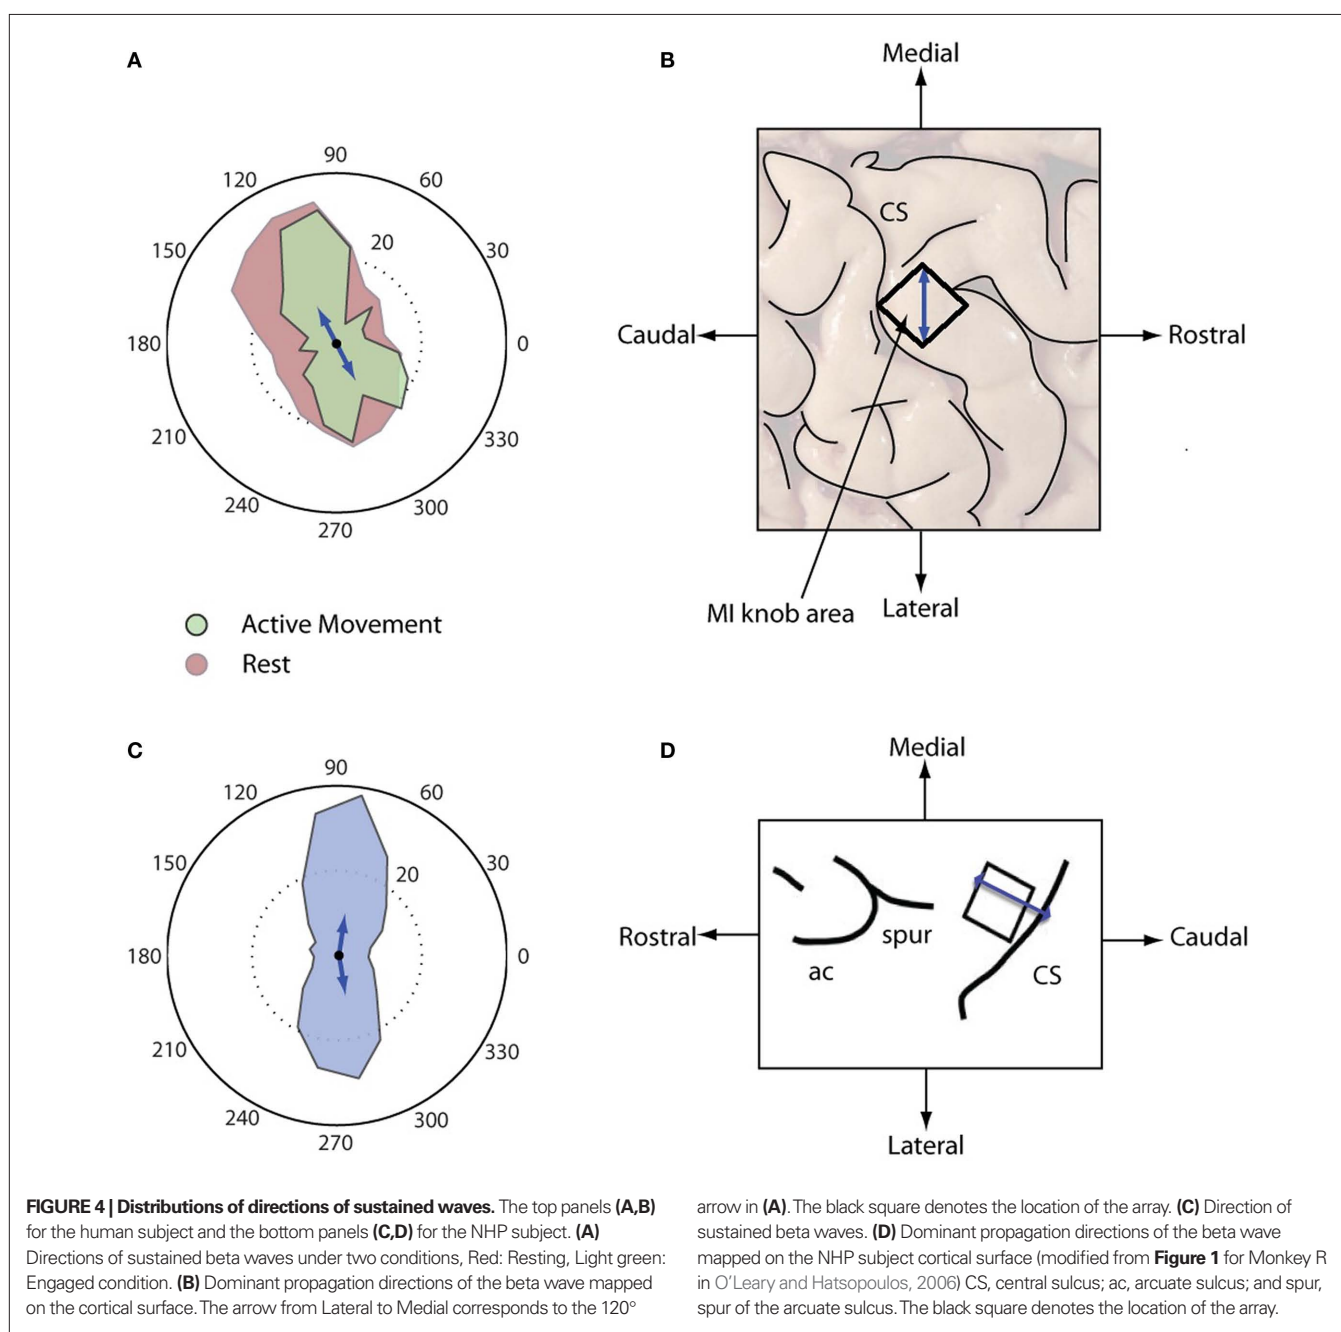 A
90
120
60
150
20
30
180
0
210
330
240
300
270
Active Movement
Rest
B
Medial
CS
Caudal
Rostral
MI knob area
Lateral
C
90
120
60
150
20
30
180
0
210
330
240
300
270
D
Medial
Rostral
spur
ac
CS
Caudal
Lateral
FIGURE 4 | Distributions of directions of sustained waves. The top panels (A,B)
for the human subject and the bottom panels (C,D) for the NHP subject. (A)
Directions of sustained beta waves under two conditions, Red: Resting, Light green:
Engaged condition. (B) Dominant propagation directions of the beta wave mapped
on the cortical surface. The arrow from Lateral to Medial corresponds to the 120°
arrow in (A). The black square denotes the location of the array. (C) Direction of
sustained beta waves. (D) Dominant propagation directions of the beta wave
mapped on the NHP subject cortical surface (modified from Figure 1 for Monkey R
in O'Leary and Hatsopoulos, 2006) CS, central sulcus; ac, arcuate sulcus; and spur,
spur of the arcuate sulcus. The black square denotes the location of the array.